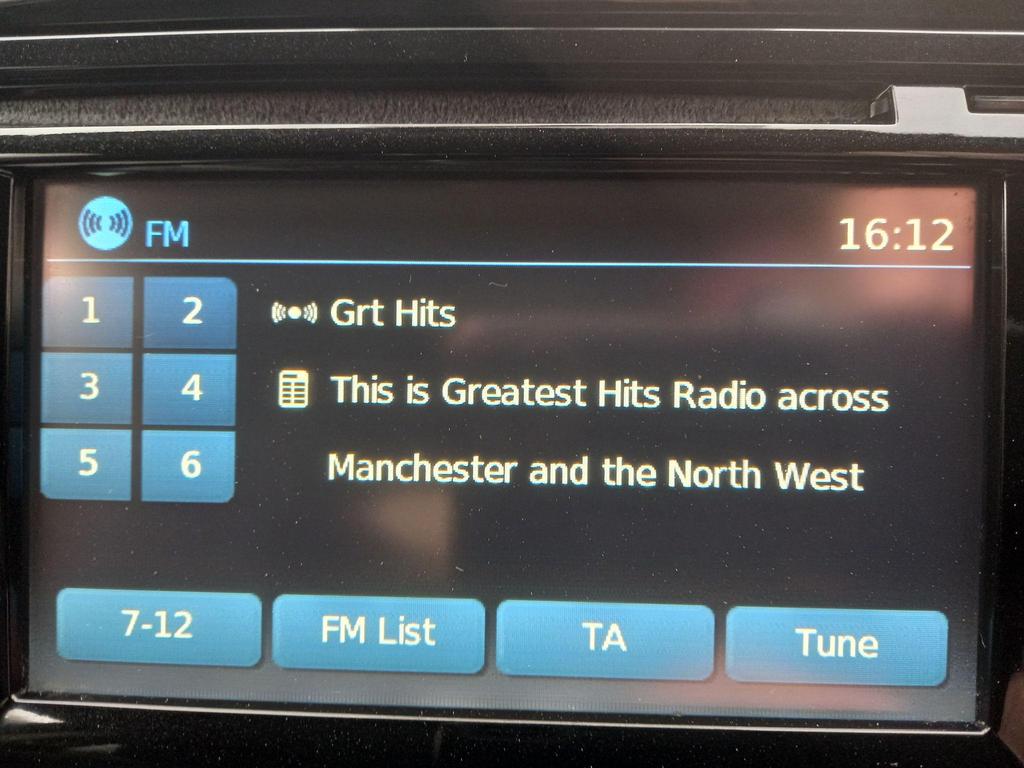 FM
16:12
1 2
Grt Hits
3 4
This is Greatest Hits Radio across
5 6
Manchester and the North West
7-12 FM List TA Tune